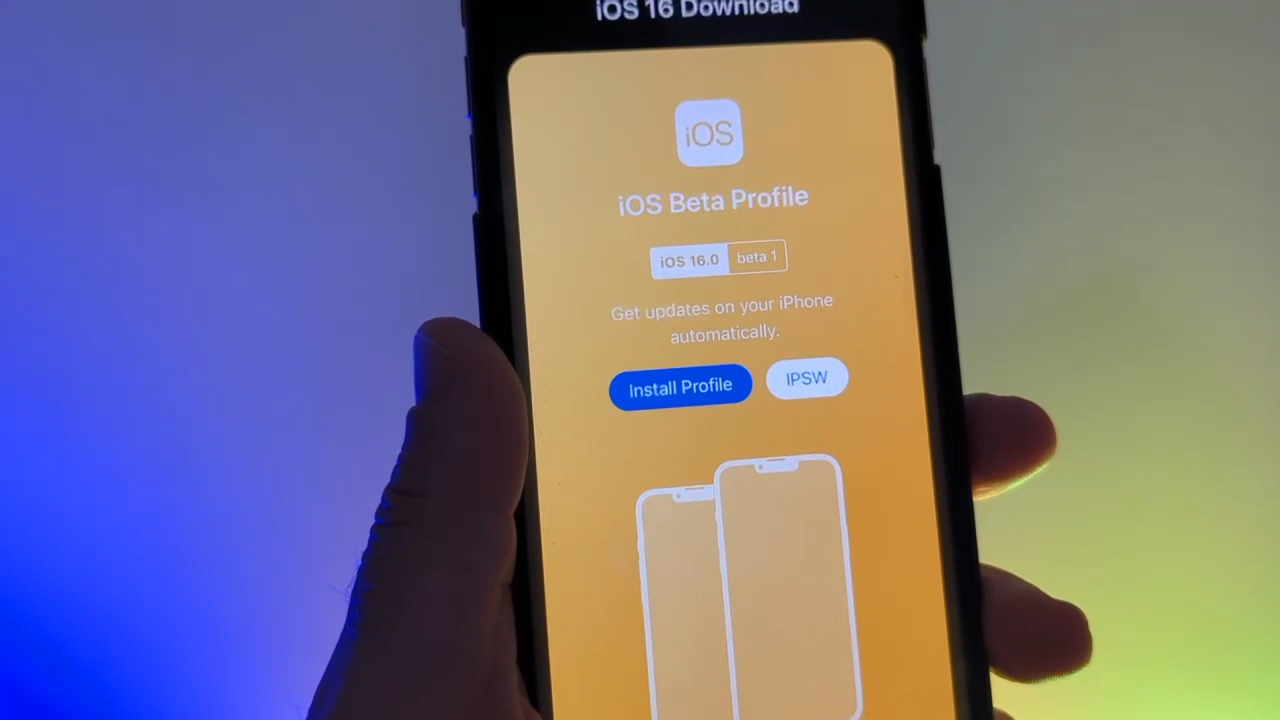 iOS 16 Download
iOS
iOS Beta Profile
iOS 16.0 beta 1
Get updates on your iPhone
automatically.
Install Profile IPSW